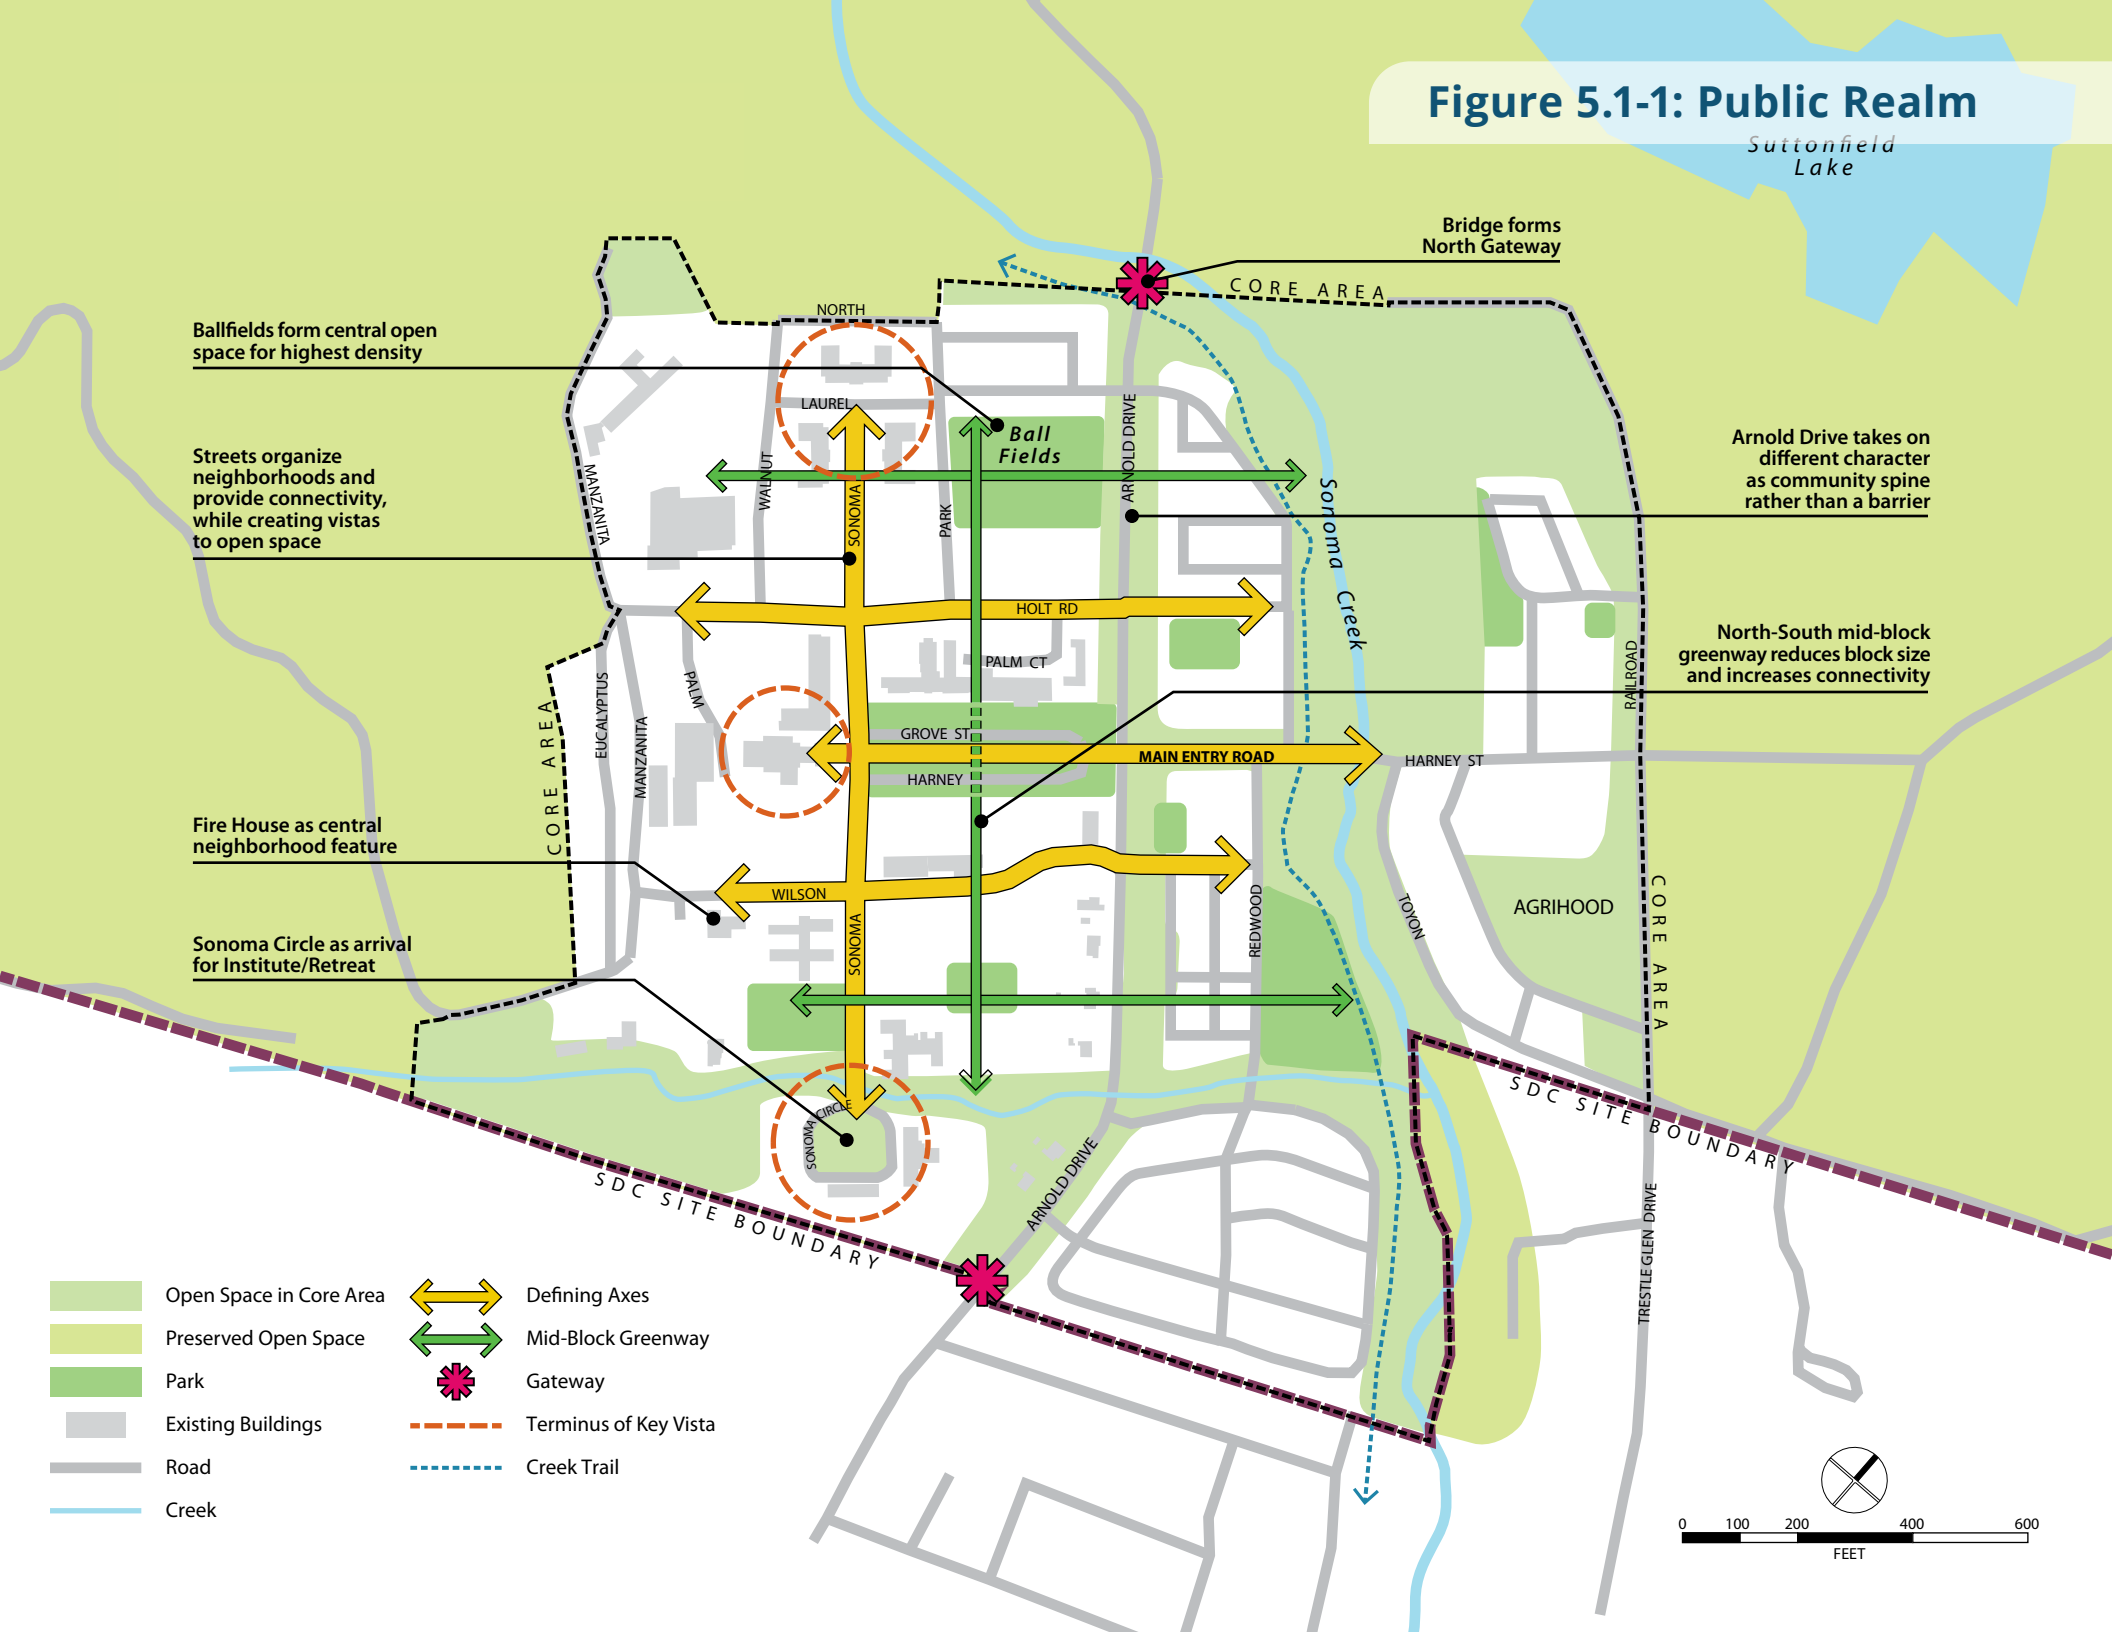 Figure 5.1-1: Public Realm
Suttonfield
Lake
Bridge forms
North Gateway
CORE AREA
NORTH
Ballfields form central open
space for highest density
LAUREL
Ball
Fields
ARNOLD DRIVE
Arnold Drive takes on
different character
as community spine
rather than a barrier
Streets organize
neighborhoods and
provide connectivity,
while creating vistas
to open space
MANZANITA
WALNUT
SONOMA
PARK
Sonoma Creek
HOLT RD
North-South mid-block
greenway reduces block size
and increases connectivity
PALM CT
PALM
EUCALYPTUS
MANZANITA
RAILROAD
CORE AREA
GROVE ST
MAIN ENTRY ROAD
HARNEY ST
HARNEY
Fire House as central
neighborhood feature
WILSON
REDWOOD
TOYON
AGRIHOOD
CORE AREA
SONOMA
Sonoma Circle as arrival
for Institute/Retreat
SONOMA CIRCLE
ARNOLD DRIVE
SDC SITE BOUNDARY
SDC SITE BOUNDARY
TRESTLE GLEN DRIVE
Open Space in Core Area
Preserved Open Space
Park
Existing Buildings
Road
Creek
Defining Axes
Mid-Block Greenway
Gateway
Terminus of Key Vista
Creek Trail
0 100 200 400 600
FEET